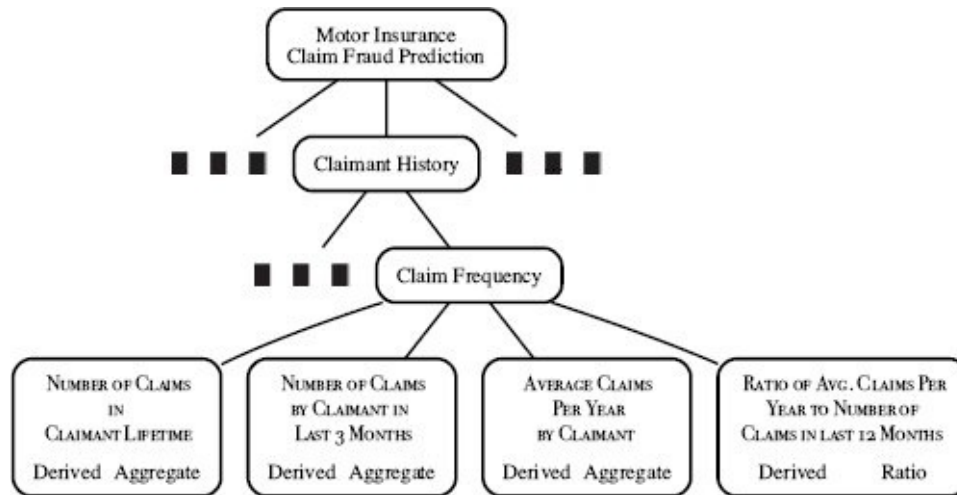 Motor Insurance
Claim Fraud Prediction
Claimant History
Claim Frequency
Number of Claims
in
Claimant Lifetime
Derived Aggregate
Number of Claims
by Claimant in
Last 3 Months
Derived Aggregate
Average Claims
Per Year
by Claimant
Derived Aggregate
Ratio of Avg. Claims Per
Year to Number of
Claims in last 12 Months
Derived Ratio